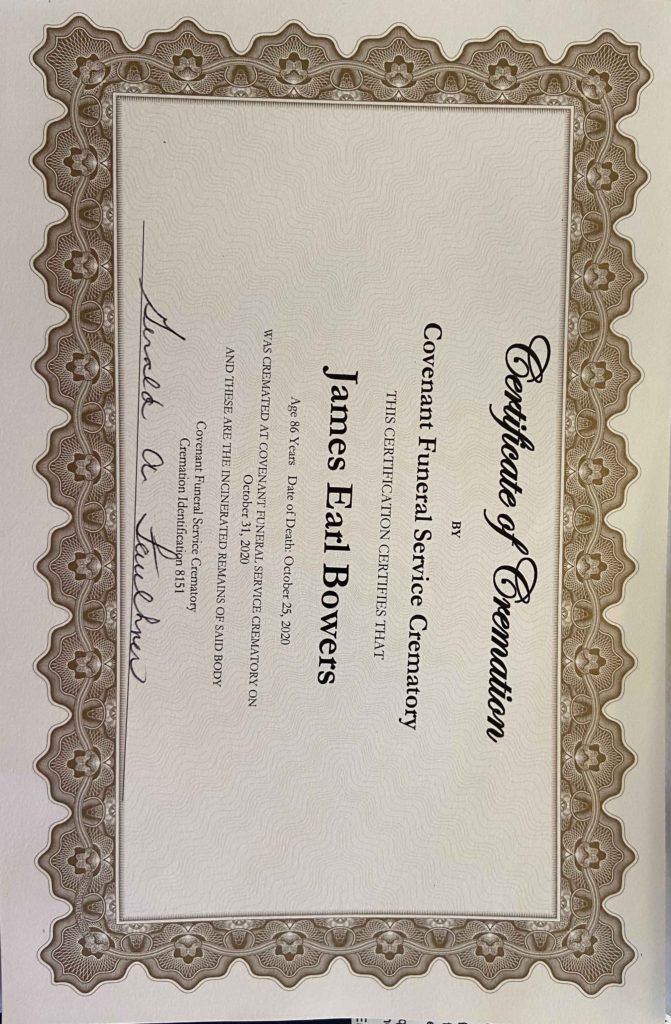 Certificate of Cremation
BY
Covenant Funeral Service Crematory
THIS CERTIFICATION CERTIFIES THAT
James Earl Bowers
Age 86 Years Date of Death: October 25, 2020
WAS CREMATED AT COVENANT FUNERAL SERVICE CREMATORY ON
October 31, 2020
AND THESE ARE THE INCINERATED REMAINS OF SAID BODY
Covenant Funeral Service Crematory
Cremation Identification 8151
Gerald A Faulkner